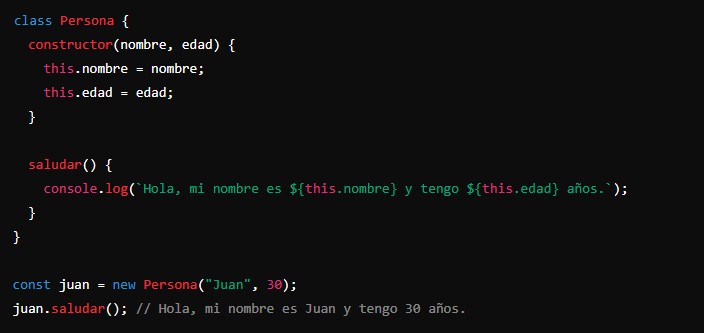 class Persona {
  constructor(nombre, edad) {
    this.nombre = nombre;
    this.edad = edad;
  }

  saludar() {
    console.log(`Hola, mi nombre es ${this.nombre} y tengo ${this.edad} años.`);
  }
}

const juan = new Persona("Juan", 30);
juan.saludar(); // Hola, mi nombre es Juan y tengo 30 años.